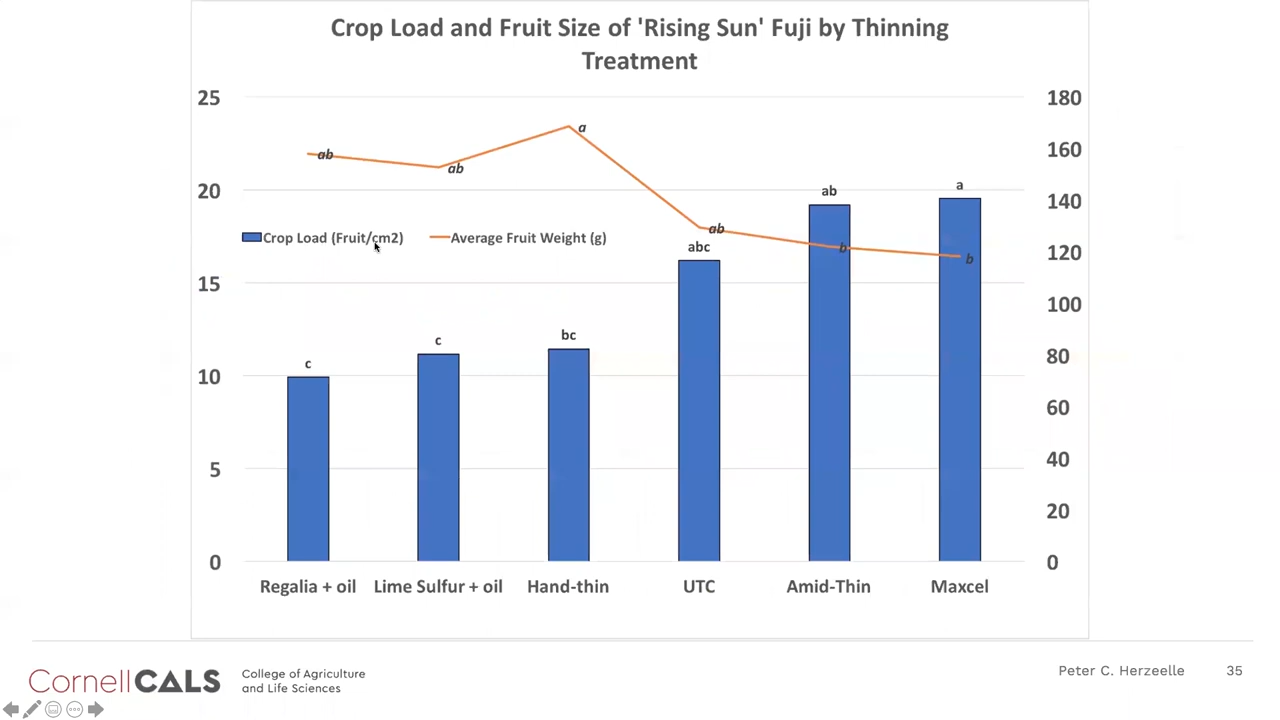 Crop Load and Fruit Size of 'Rising Sun' Fuji by Thinning
Treatment
25
180
160
20
140
120
15
100
80
10
60
40
5
20
0
0
ab
ab
a
ab
b
b
Crop Load (Fruit/cm2)
Average Fruit Weight (g)
c
c
bc
abc
ab
a
Regalia + oil
Lime Sulfur + oil
Hand-thin
UTC
Amid-Thin
Maxcel
CornellCALS
College of Agriculture
and Life Sciences
Peter C. Herzeelle
35